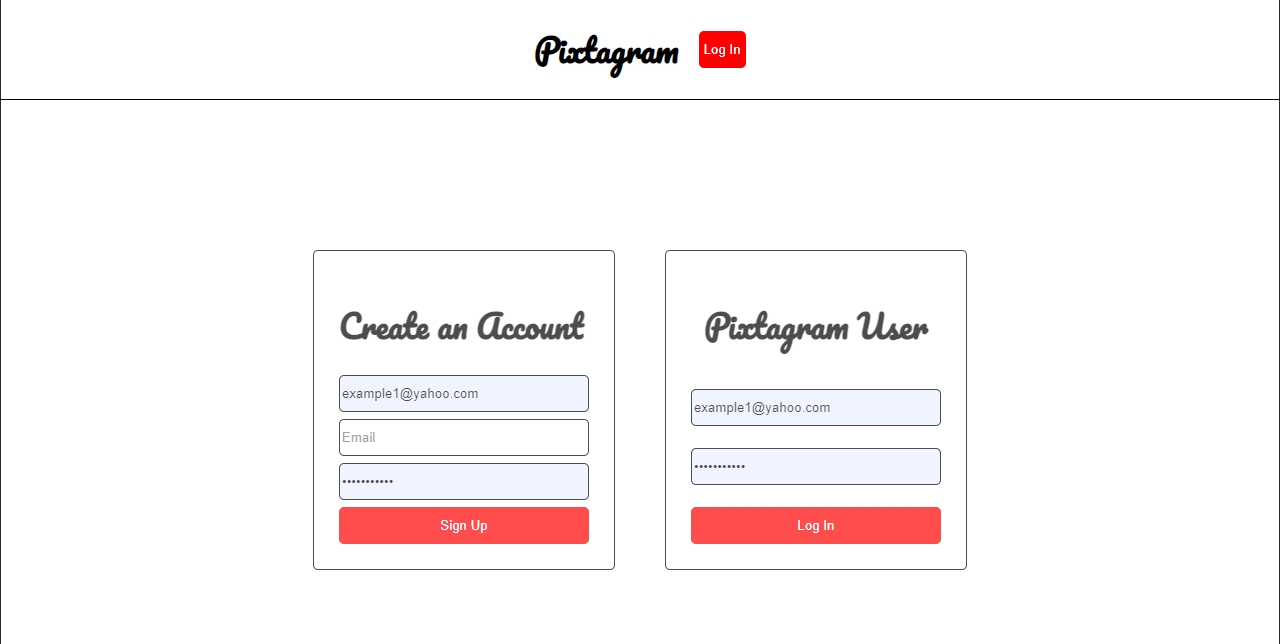 Pixtagram Log In
Create an Account
example1@yahoo.com
Email
•••••••••••
Sign Up
Pixtagram User
example1@yahoo.com
•••••••••••
Log In